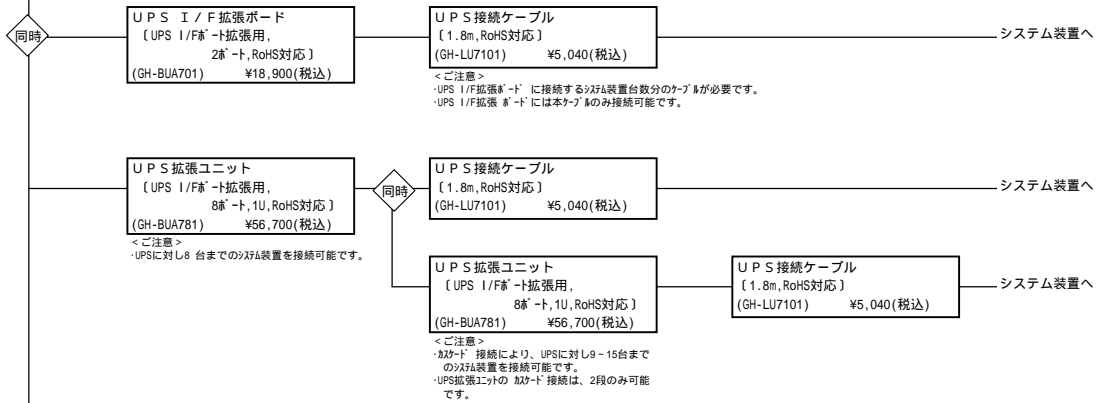 同時
UPS I/F拡張ボード
〔UPS I/Fﾎﾟｰﾄ拡張用,
2ﾎﾟｰﾄ,RoHS対応〕
(GH-BUA701) ¥18,900(税込)
UPS接続ケーブル
〔1.8m,RoHS対応〕
(GH-LU7101) ¥5,040(税込)
システム装置へ
<ご注意>
･UPS I/F拡張ﾎﾞｰﾄﾞ に接続するｼｽﾃﾑ装置台数分のｹｰﾌﾞﾙが必要です。
･UPS I/F拡張 ﾎﾞｰﾄﾞには本ｹｰﾌﾞﾙのみ接続可能です。
UPS拡張ユニット
〔UPS I/Fﾎﾟｰﾄ拡張用,
8ﾎﾟｰﾄ,1U,RoHS対応〕
(GH-BUA781) ¥56,700(税込)
<ご注意>
･UPSに対し8 台までのｼｽﾃﾑ装置を接続可能です。
同時
UPS接続ケーブル
〔1.8m,RoHS対応〕
(GH-LU7101) ¥5,040(税込)
システム装置へ
UPS拡張ユニット
〔UPS I/Fﾎﾟｰﾄ拡張用,
8ﾎﾟｰﾄ,1U,RoHS対応〕
(GH-BUA781) ¥56,700(税込)
UPS接続ケーブル
〔1.8m,RoHS対応〕
(GH-LU7101) ¥5,040(税込)
システム装置へ
<ご注意>
･ｶｽｹｰﾄﾞ 接続により、UPSに対し9～15台まで
のｼｽﾃﾑ装置を接続可能です。
･UPS拡張ﾕﾆｯﾄの ｶｽｹｰﾄﾞ接続は、2段のみ可能
です。